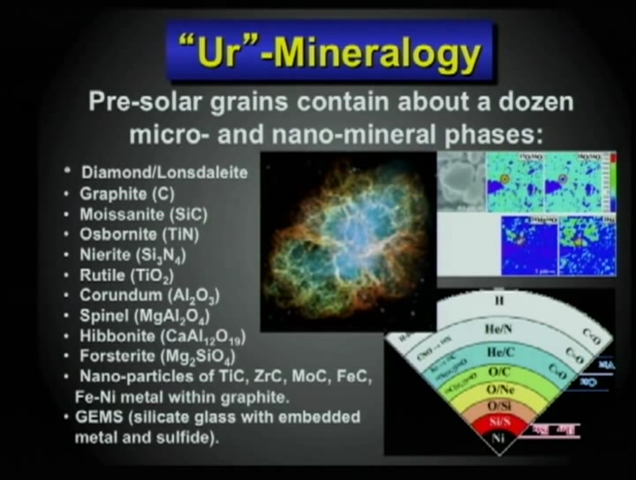 “Ur”-Mineralogy
Pre-solar grains contain about a dozen
micro- and nano-mineral phases:
• Diamond/Lonsdaleite
• Graphite (C)
• Moissanite (SiC)
• Osbornite (TiN)
• Nierite (Si₃N₄)
• Rutile (TiO₂)
• Corundum (Al₂O₃)
• Spinel (MgAl₂O₄)
• Hibbonite (CaAl₁₂O₁₉)
• Forsterite (Mg₂SiO₄)
• Nano-particles of TiC, ZrC, MoC, FeC,
Fe-Ni metal within graphite.
• GEMS (silicate glass with embedded
metal and sulfide).
H
He/N
C<O
He/C
C>O
O/C
O/Ne
O/Si
Si/S
Ni